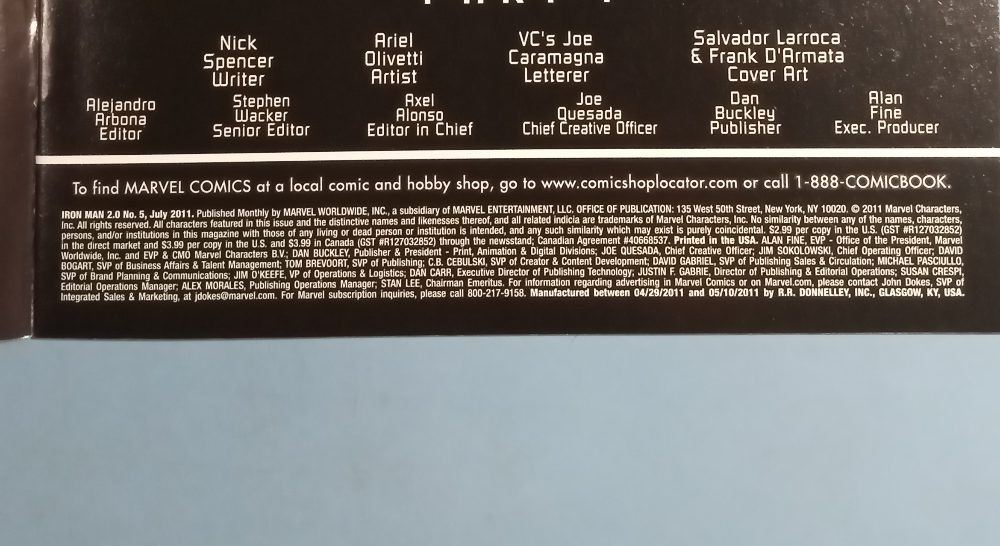 Nick Spencer Writer
Ariel Olivetti Artist
VC's Joe Caramagna Letterer
Salvador Larroca & Frank D'Armata Cover Art
Alejandro Arbona Editor
Stephen Wacker Senior Editor
Axel Alonso Editor in Chief
Joe Quesada Chief Creative Officer
Dan Buckley Publisher
Alan Fine Exec. Producer
To find MARVEL COMICS at a local comic and hobby shop, go to www.comicshoplocator.com or call 1-888-COMICBOOK.
IRON MAN 2.0 No. 5, July 2011. Published Monthly by MARVEL WORLDWIDE, INC., a subsidiary of MARVEL ENTERTAINMENT, LLC. OFFICE OF PUBLICATION: 135 West 50th Street, New York, NY 10020. © 2011 Marvel Characters,
Inc. All rights reserved. All characters featured in this issue and the distinctive names and likenesses thereof, and all related indicia are trademarks of Marvel Characters, Inc. No similarity between any of the names, characters,
persons, and/or institutions in this magazine with those of any living or dead person or institution is intended, and any such similarity which may exist is purely coincidental. $2.99 per copy in the U.S. (GST #R127032852)
in the direct market and $3.99 per copy in the U.S. and $3.99 in Canada (GST #R127032852) through the newsstand; Canadian Agreement #40668537. Printed in the USA. ALAN FINE, EVP - Office of the President, Marvel
Worldwide, Inc. and EVP & CMO Marvel Characters B.V.; DAN BUCKLEY, Publisher & President - Print, Animation & Digital Divisions; JOE QUESADA, Chief Creative Officer; JIM SOKOLOWSKI, Chief Operating Officer; DAVID
BOGART, SVP of Business Affairs & Talent Management; TOM BREVOORT, SVP of Publishing; C.B. CEBULSKI, SVP of Creator & Content Development; DAVID GABRIEL, SVP of Publishing Sales & Circulation; MICHAEL PASCIULLO,
SVP of Brand Planning & Communications; JIM O'KEEFE, VP of Operations & Logistics; DAN CARR, Executive Director of Publishing Technology; JUSTIN F. GABRIE, Director of Publishing & Editorial Operations; SUSAN CRESPI,
Editorial Operations Manager; ALEX MORALES, Publishing Operations Manager; STAN LEE, Chairman Emeritus. For information regarding advertising in Marvel Comics or on Marvel.com, please contact John Dokes, SVP of
Integrated Sales & Marketing, at jdokes@marvel.com. For Marvel subscription inquiries, please call 800-217-9158. Manufactured between 04/29/2011 and 05/10/2011 by R.R. DONNELLEY, INC., GLASGOW, KY, USA.